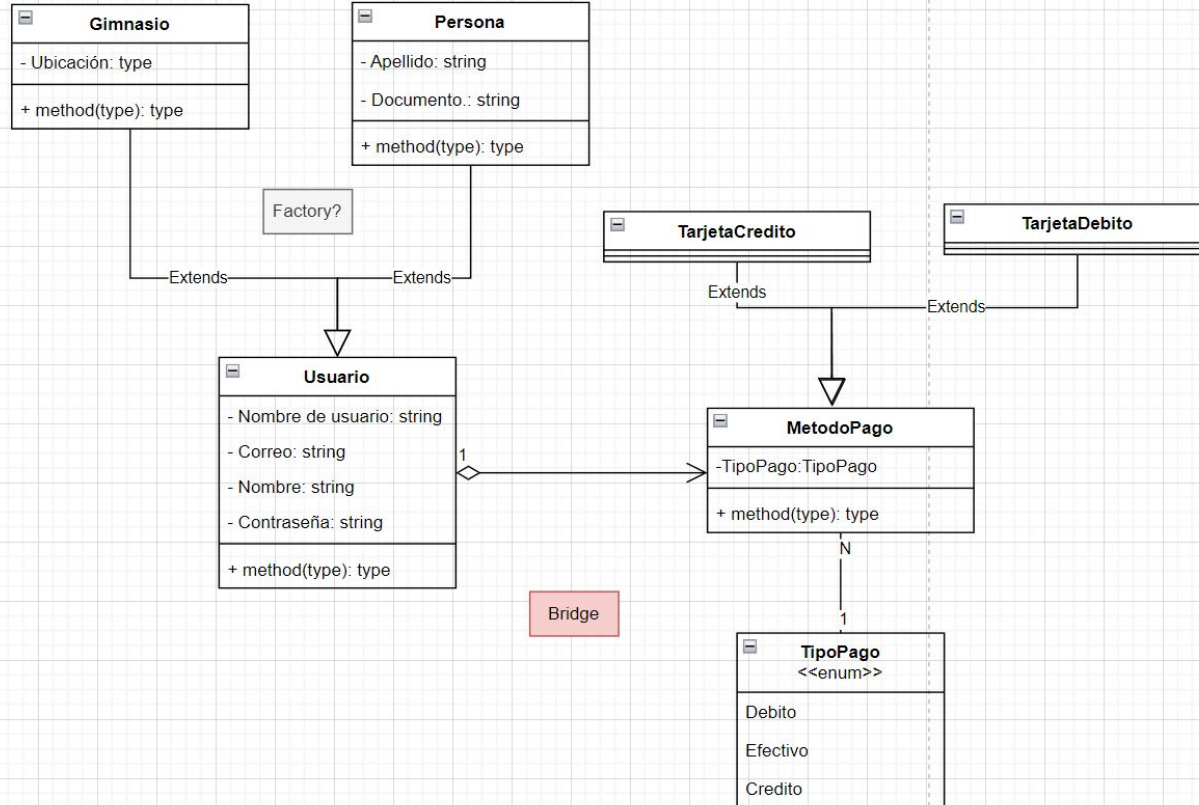 Gimnasio
- Ubicación: type
+ method(type): type
Persona
- Apellido: string
- Documento.: string
+ method(type): type
Factory?
Extends
Extends
TarjetaCredito
TarjetaDebito
Extends
Extends
Usuario
- Nombre de usuario: string
- Correo: string
- Nombre: string
- Contraseña: string
+ method(type): type
1
MetodoPago
-TipoPago:TipoPago
+ method(type): type
N
1
Bridge
TipoPago
<<enum>>
Debito
Efectivo
Credito